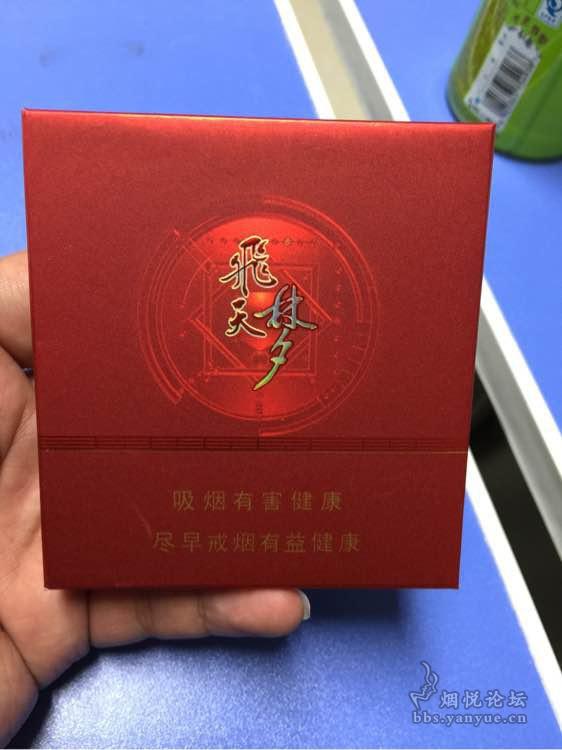 飛天梦
吸烟有害健康
尽早戒烟有益健康
烟悦论坛
bbs.yanyue.cn